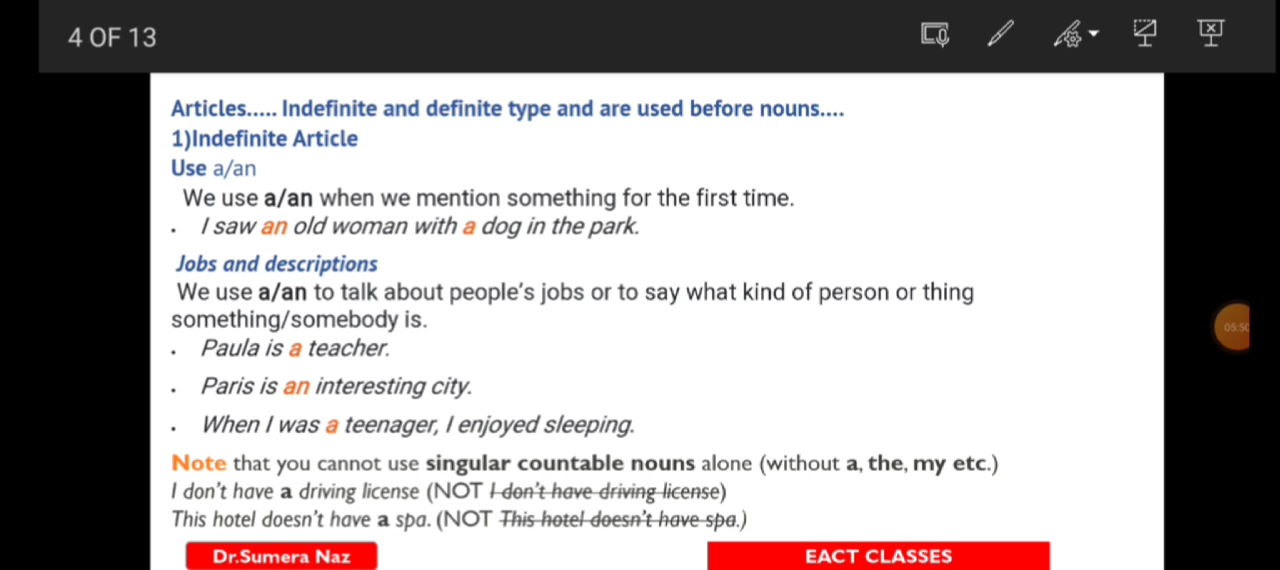 4 OF 13
Articles..... Indefinite and definite type and are used before nouns....
1)Indefinite Article
Use a/an
We use a/an when we mention something for the first time.
• I saw an old woman with a dog in the park.
Jobs and descriptions
We use a/an to talk about people's jobs or to say what kind of person or thing
something/somebody is.
• Paula is a teacher.
• Paris is an interesting city.
• When I was a teenager, I enjoyed sleeping.
Note that you cannot use singular countable nouns alone (without a, the, my etc.)
I don't have a driving license (NOT I don't have driving license)
This hotel doesn't have a spa. (NOT This hotel doesn't have spa.)
Dr.Sumera Naz
EACT CLASSES
05:50